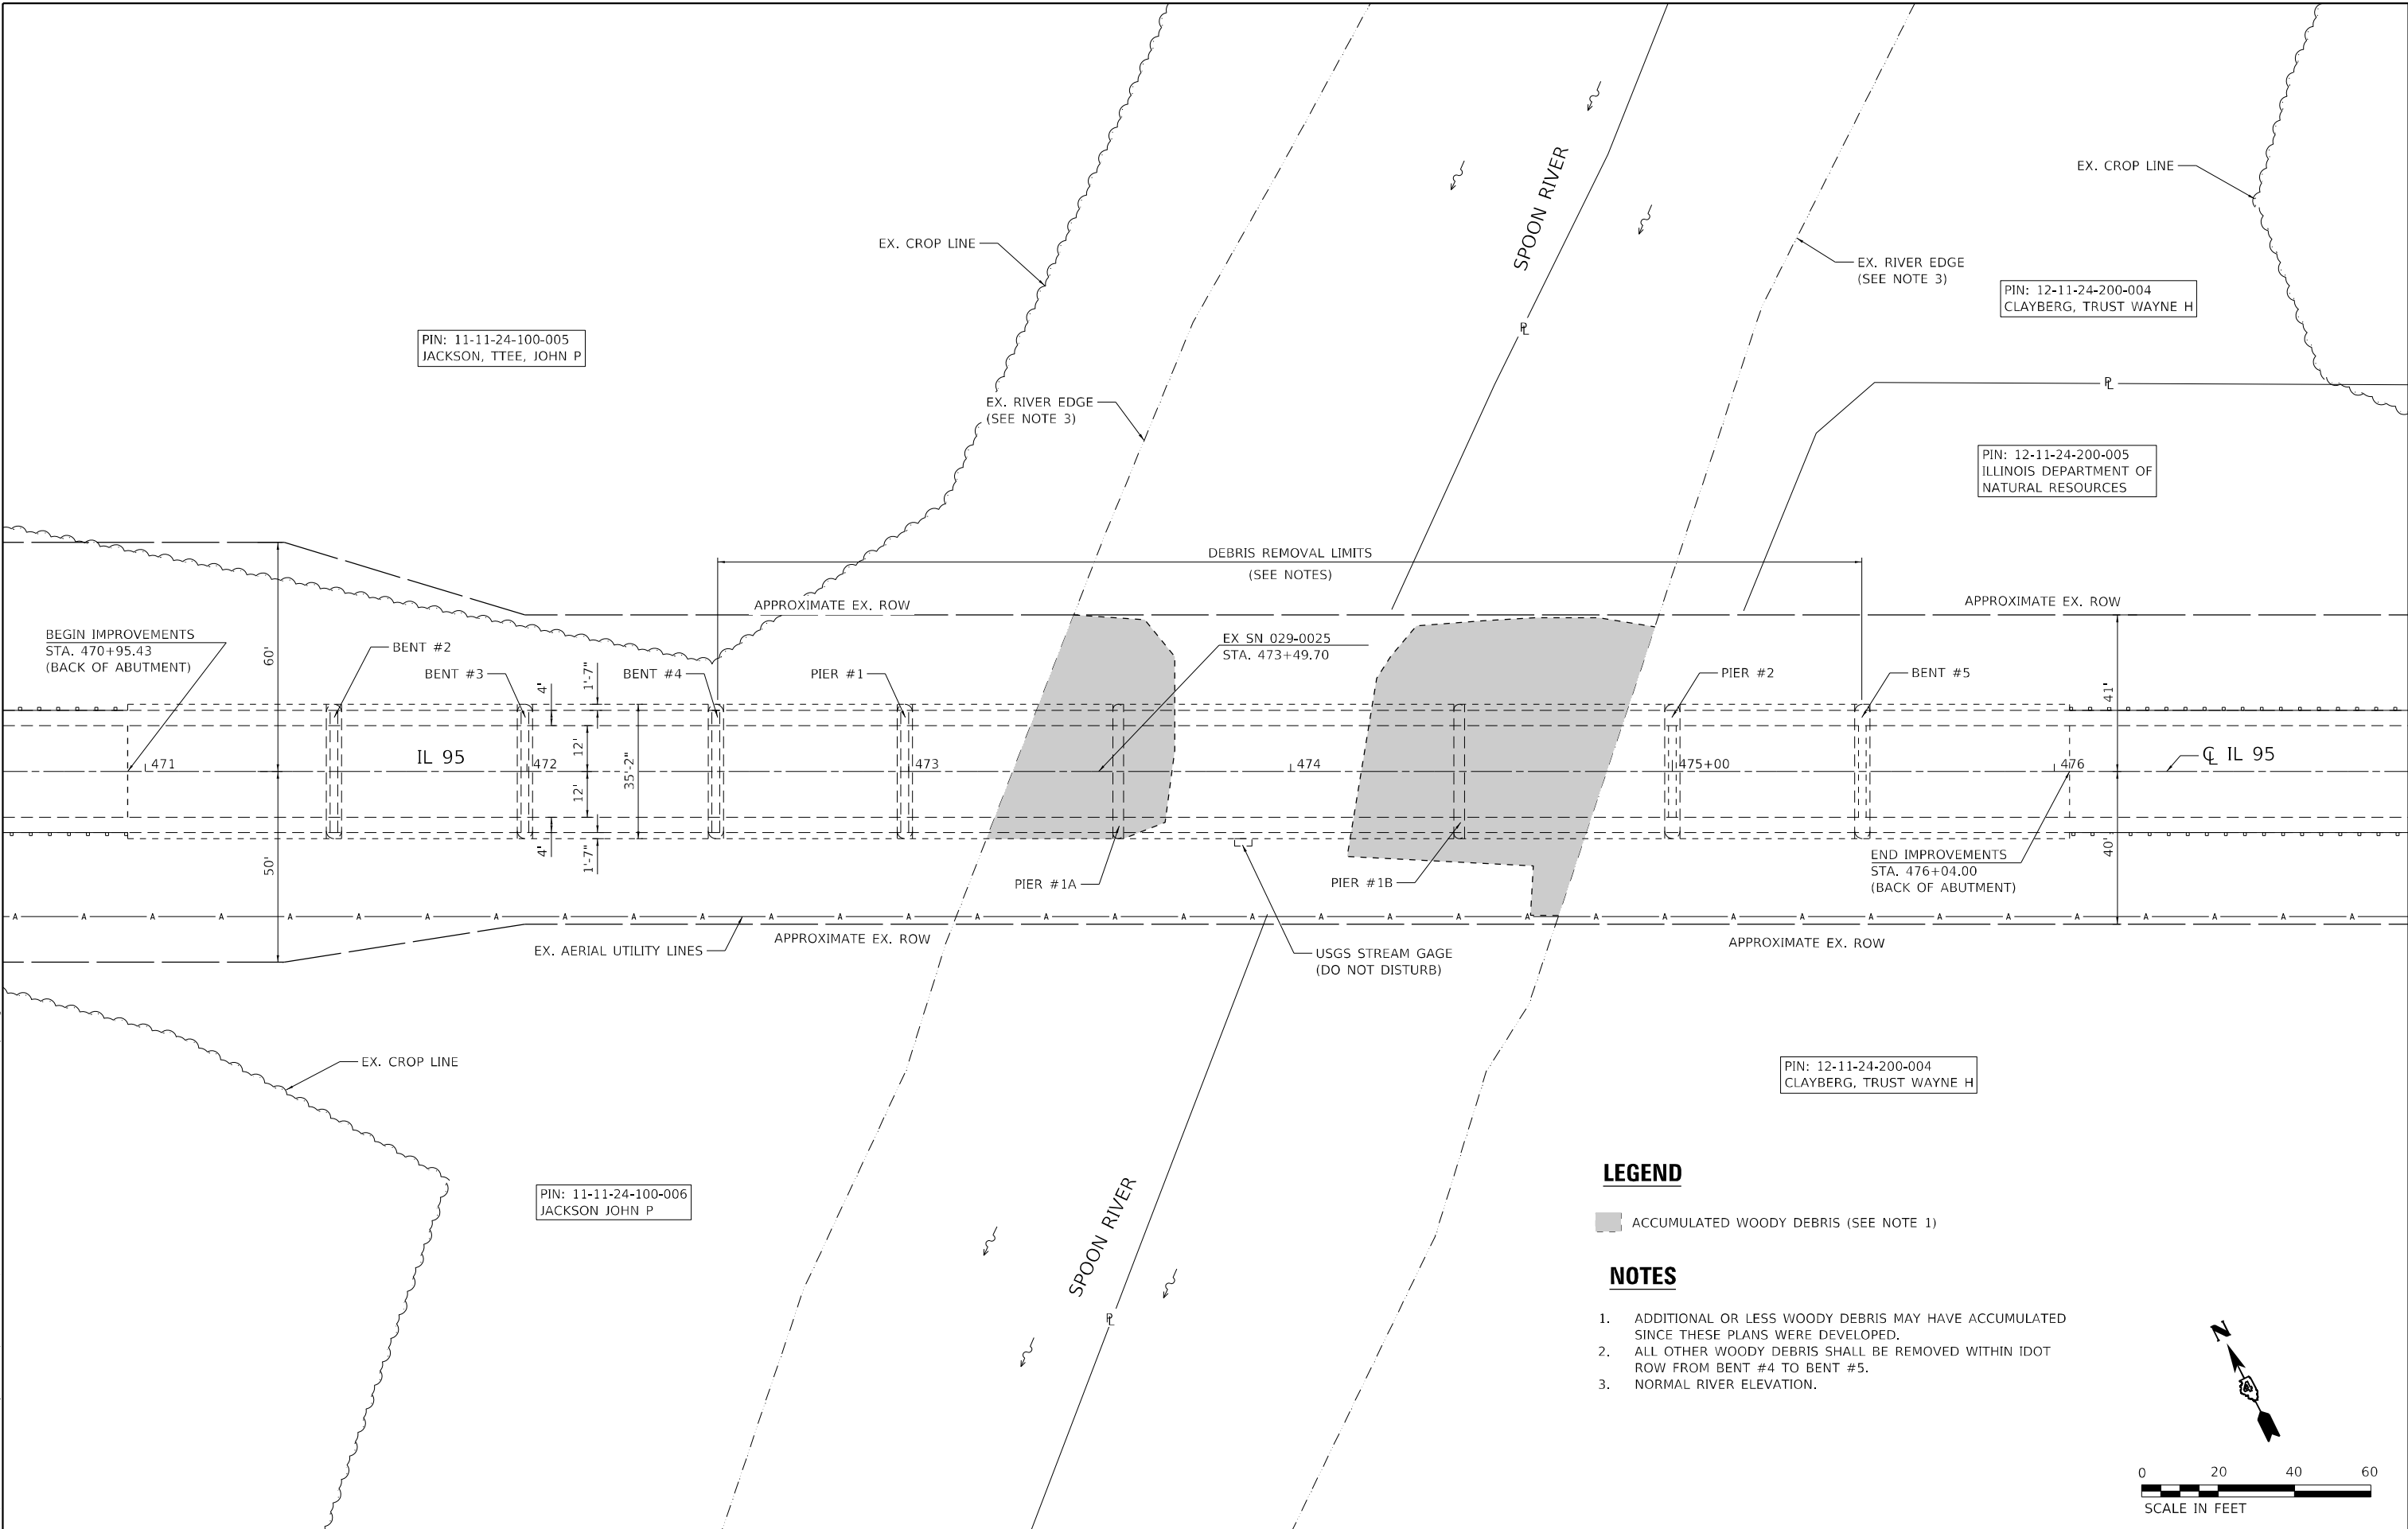 SPOON RIVER
EX. CROP LINE
EX. CROP LINE
EX. RIVER EDGE
(SEE NOTE 3)
PIN: 12-11-24-200-004
CLAYBERG, TRUST WAYNE H
PIN: 11-11-24-100-005
JACKSON, TTEE, JOHN P
PL
PL
EX. RIVER EDGE
(SEE NOTE 3)
PIN: 12-11-24-200-005
ILLINOIS DEPARTMENT OF
NATURAL RESOURCES
DEBRIS REMOVAL LIMITS
(SEE NOTES)
APPROXIMATE EX. ROW
APPROXIMATE EX. ROW
BEGIN IMPROVEMENTS
STA. 470+95.43
(BACK OF ABUTMENT)
60'
BENT #2
BENT #3
4'
1'-7"
BENT #4
PIER #1
EX SN 029-0025
STA. 473+49.70
PIER #2
BENT #5
41'
IL 95
12'
12'
35'-2"
471
472
473
474
475+00
476
CL IL 95
50'
4'
1'-7"
PIER #1A
PIER #1B
END IMPROVEMENTS
STA. 476+04.00
(BACK OF ABUTMENT)
40'
A A A A A A A A A A A A A A A A A A A A A A A A A A A A A A A A A A A
EX. AERIAL UTILITY LINES
APPROXIMATE EX. ROW
USGS STREAM GAGE
(DO NOT DISTURB)
APPROXIMATE EX. ROW
EX. CROP LINE
PIN: 12-11-24-200-004
CLAYBERG, TRUST WAYNE H
PIN: 11-11-24-100-006
JACKSON JOHN P
SPOON RIVER
PL
LEGEND
ACCUMULATED WOODY DEBRIS (SEE NOTE 1)
NOTES
1. ADDITIONAL OR LESS WOODY DEBRIS MAY HAVE ACCUMULATED
SINCE THESE PLANS WERE DEVELOPED.
2. ALL OTHER WOODY DEBRIS SHALL BE REMOVED WITHIN IDOT
ROW FROM BENT #4 TO BENT #5.
3. NORMAL RIVER ELEVATION.
N
0 20 40 60
SCALE IN FEET